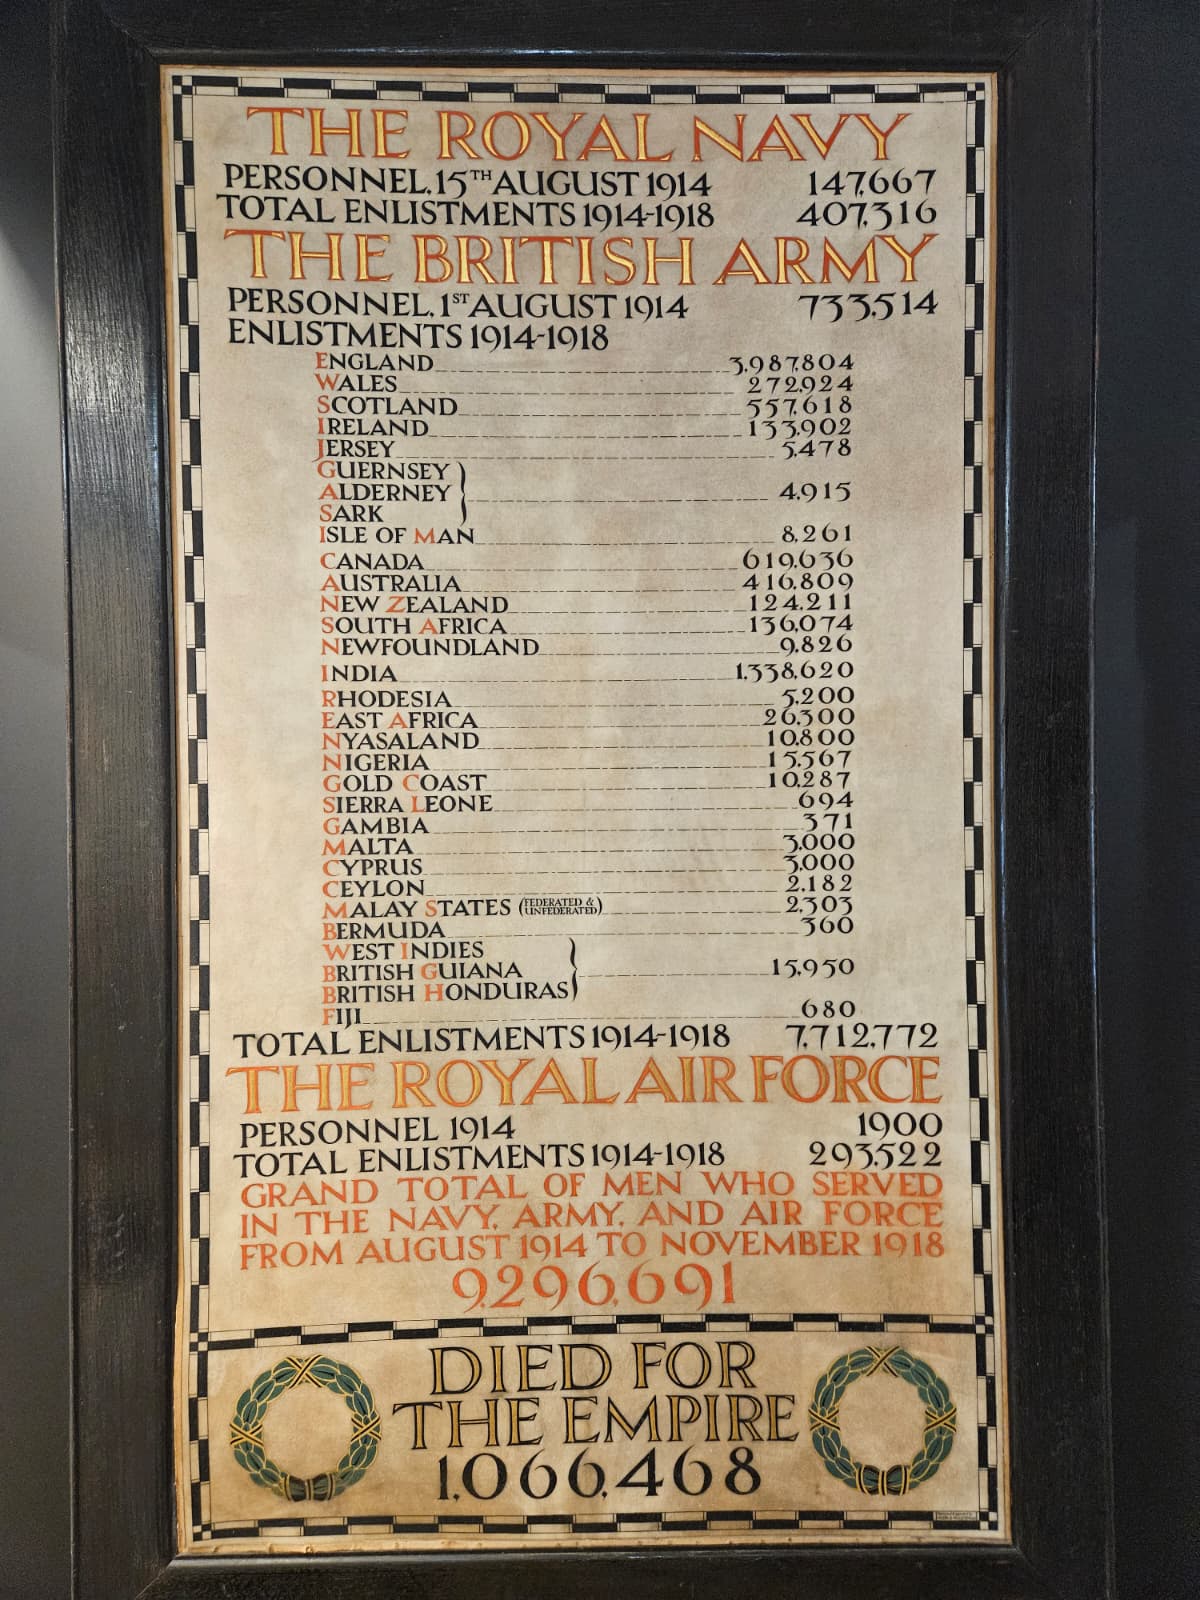 THE ROYAL NAVY
PERSONNEL, 15TH AUGUST 1914 147,667
TOTAL ENLISTMENTS 1914-1918 407,316
THE BRITISH ARMY
PERSONNEL, 1ST AUGUST 1914 733,514
ENLISTMENTS 1914-1918
ENGLAND 3,987,804
WALES 272,924
SCOTLAND 557,618
IRELAND 133,902
JERSEY 5,478
GUERNSEY
ALDERNEY 4,915
SARK
ISLE OF MAN 8,261
CANADA 619,636
AUSTRALIA 416,809
NEW ZEALAND 124,211
SOUTH AFRICA 136,074
NEWFOUNDLAND 9,826
INDIA 1,338,620
RHODESIA 5,200
EAST AFRICA 26,300
NYASALAND 10,800
NIGERIA 15,567
GOLD COAST 10,287
SIERRA LEONE 694
GAMBIA 371
MALTA 3,000
CYPRUS 3,000
CEYLON 2,182
MALAY STATES (FEDERATED & UNFEDERATED) 2,303
BERMUDA 360
WEST INDIES
BRITISH GUIANA 15,950
BRITISH HONDURAS
FIJI 680
TOTAL ENLISTMENTS 1914-1918 7,712,772
THE ROYAL AIR FORCE
PERSONNEL 1914 1900
TOTAL ENLISTMENTS 1914-1918 293,522
GRAND TOTAL OF MEN WHO SERVED
IN THE NAVY, ARMY, AND AIR FORCE
FROM AUGUST 1914 TO NOVEMBER 1918
9,296,691
DIED FOR
THE EMPIRE
1,066,468